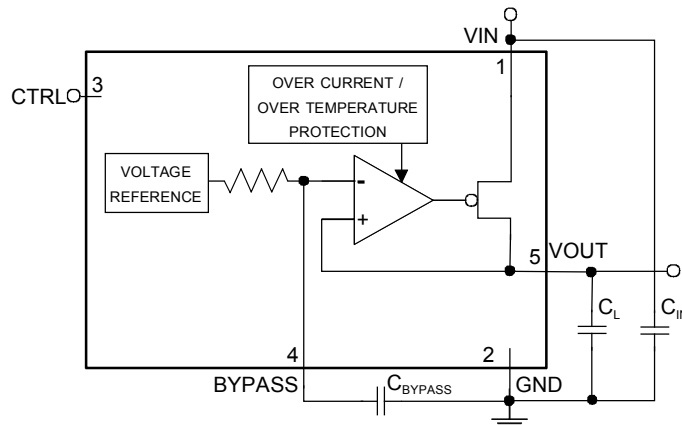 VIN
1
3
CTRL
OVER CURRENT /
OVER TEMPERATURE
PROTECTION
VOLTAGE
REFERENCE
-
+
5
VOUT
CL
CI
4
2
BYPASS
CBYPASS
GND